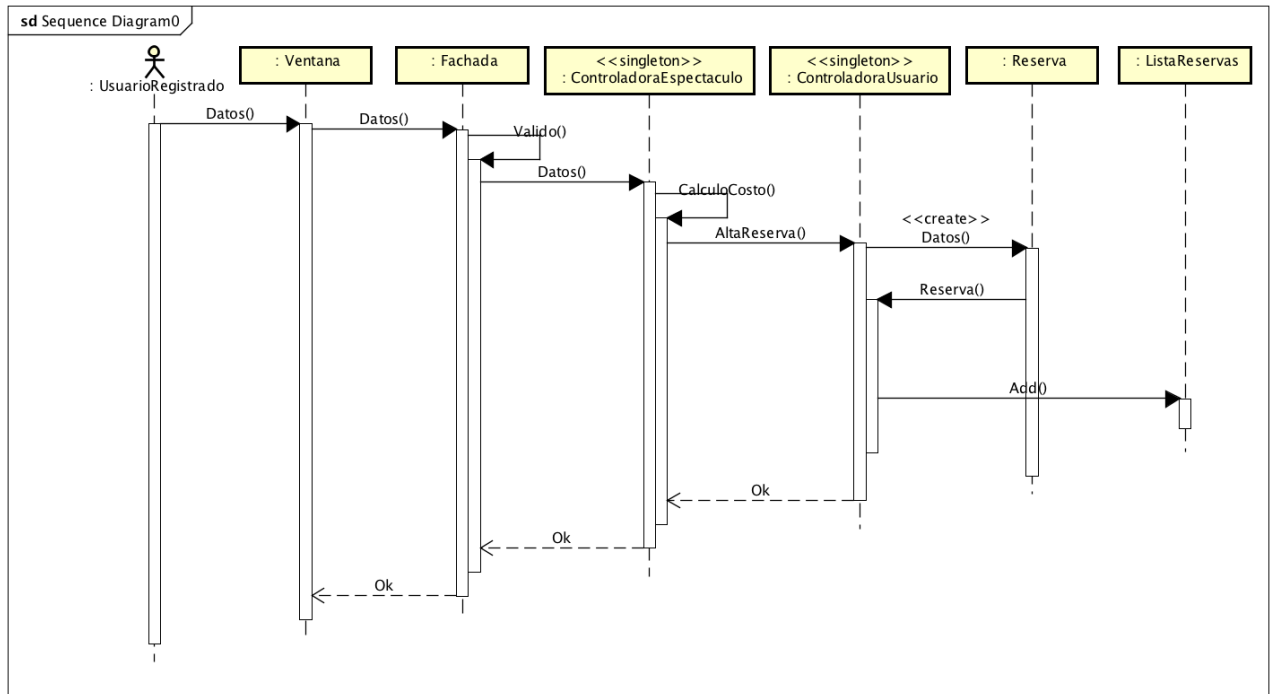 sd Sequence Diagram0
: UsuarioRegistrado
: Ventana
: Fachada
<<singleton>>
: ControladoraEspectaculo
<<singleton>>
: ControladoraUsuario
: Reserva
: ListaReservas
Datos()
Datos()
Valido()
Datos()
CalculoCosto()
AltaReserva()
<<create>>
Datos()
Reserva()
Add()
Ok
Ok
Ok